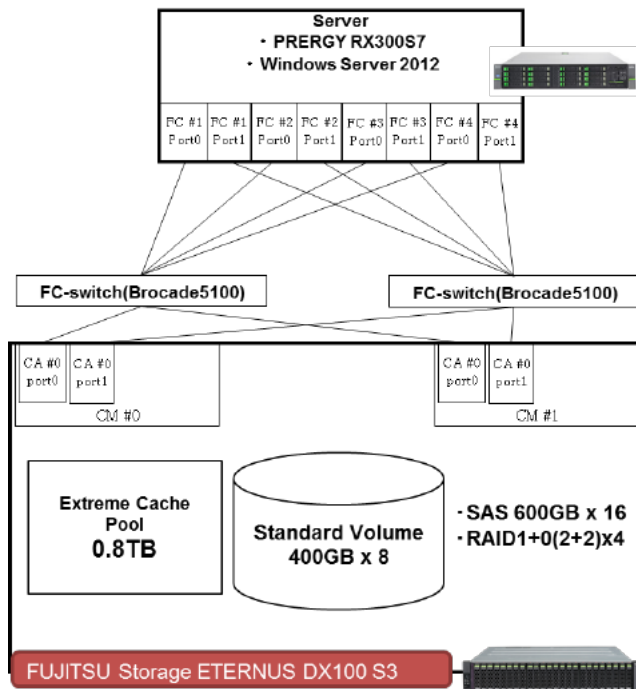 Server
・ PRERGY RX300S7
・ Windows Server 2012
FC #1 FC #1 FC #2 FC #2 FC #3 FC #3 FC #4 FC #4
Port0 Port1 Port0 Port1 Port0 Port1 Port0 Port1
FC-switch(Brocade5100)
FC-switch(Brocade5100)
CA #0
port0
CA #0
port1
CM #0
CA #0
port0
CA #0
port1
CM #1
Extreme Cache
Pool
0.8TB
Standard Volume
400GB x 8
・SAS 600GB x 16
・RAID1+0(2+2)x4
FUJITSU Storage ETERNUS DX100 S3